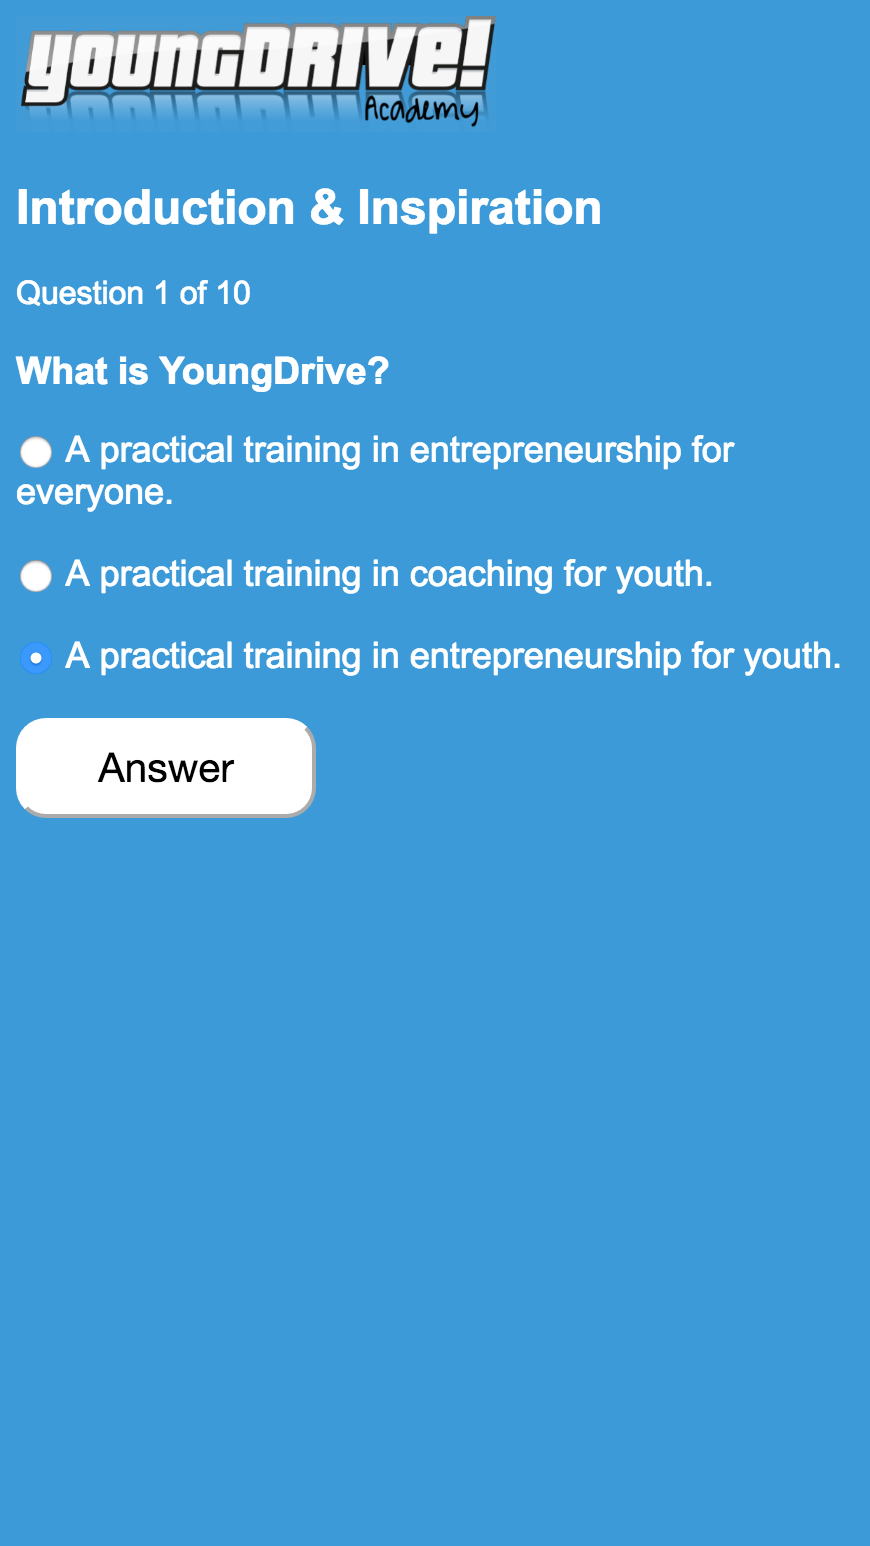 youngDRIVe!
Academy
Introduction & Inspiration
Question 1 of 10
What is YoungDrive?
A practical training in entrepreneurship for
everyone.
A practical training in coaching for youth.
A practical training in entrepreneurship for youth.
Answer